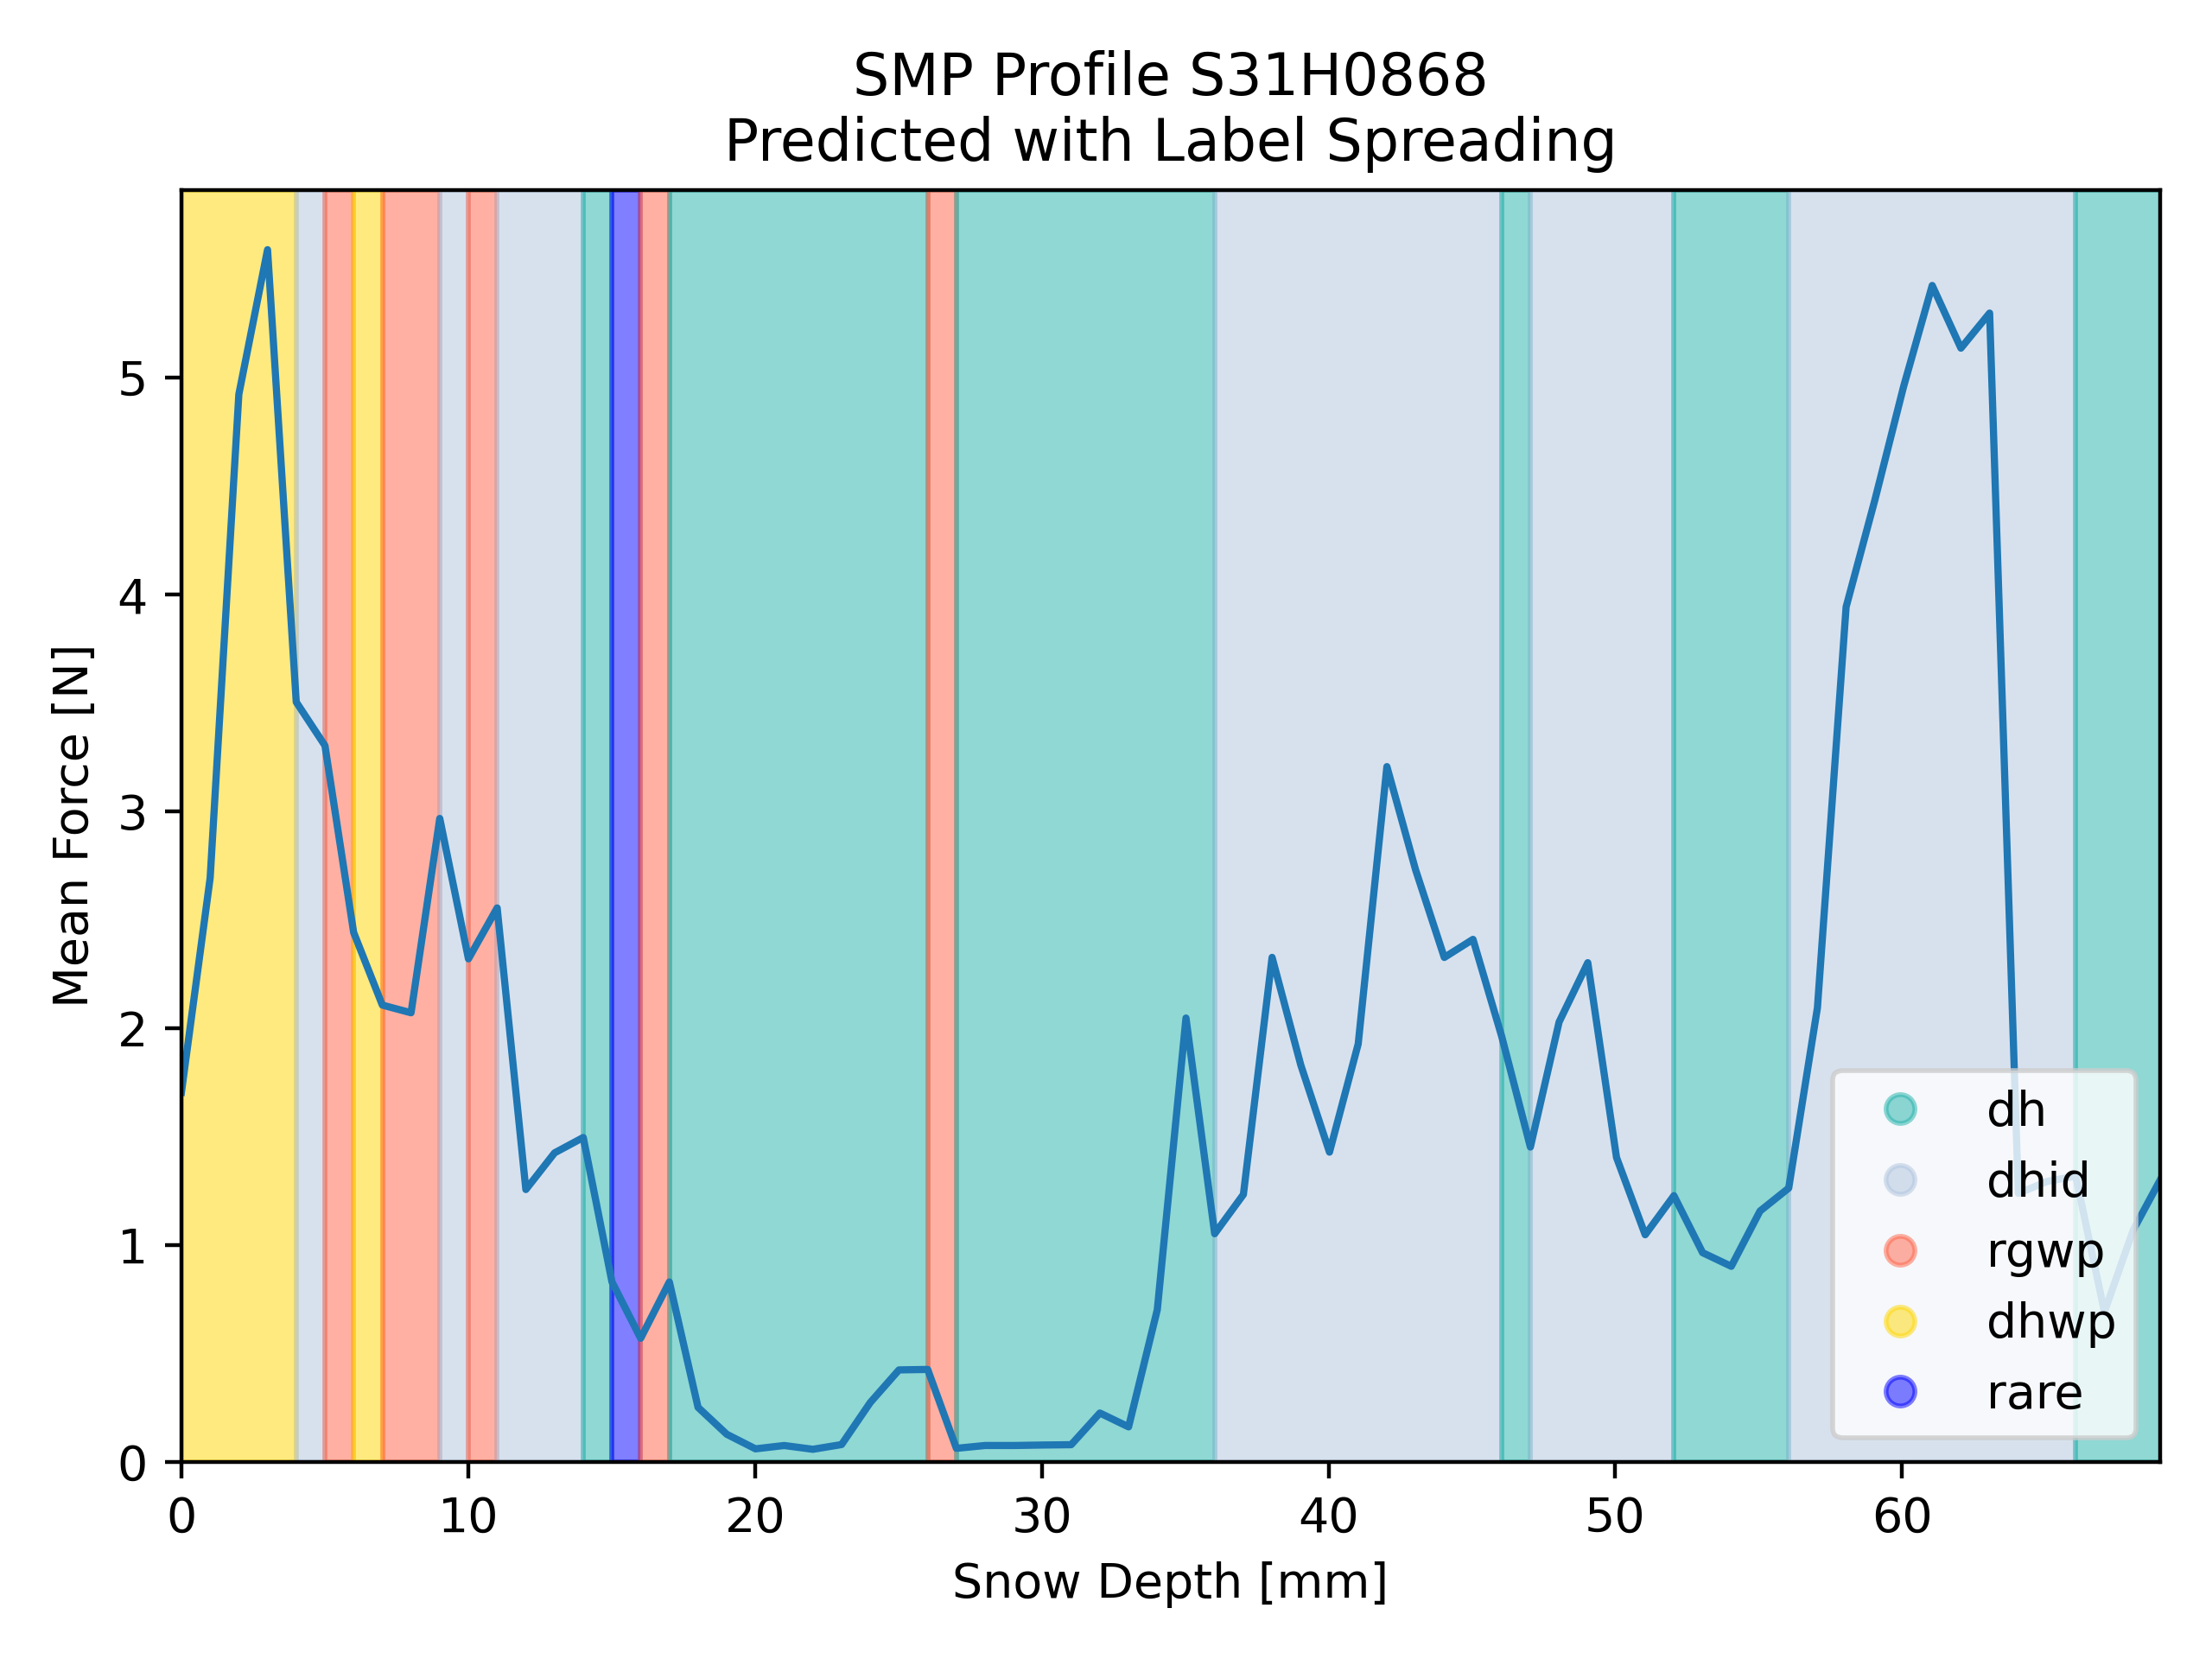 SMP Profile S31H0868
Predicted with Label Spreading
Mean Force [N]
5
4
3
2
1
0
0 10 20 30 40 50 60
Snow Depth [mm]
dh
dhid
rgwp
dhwp
rare